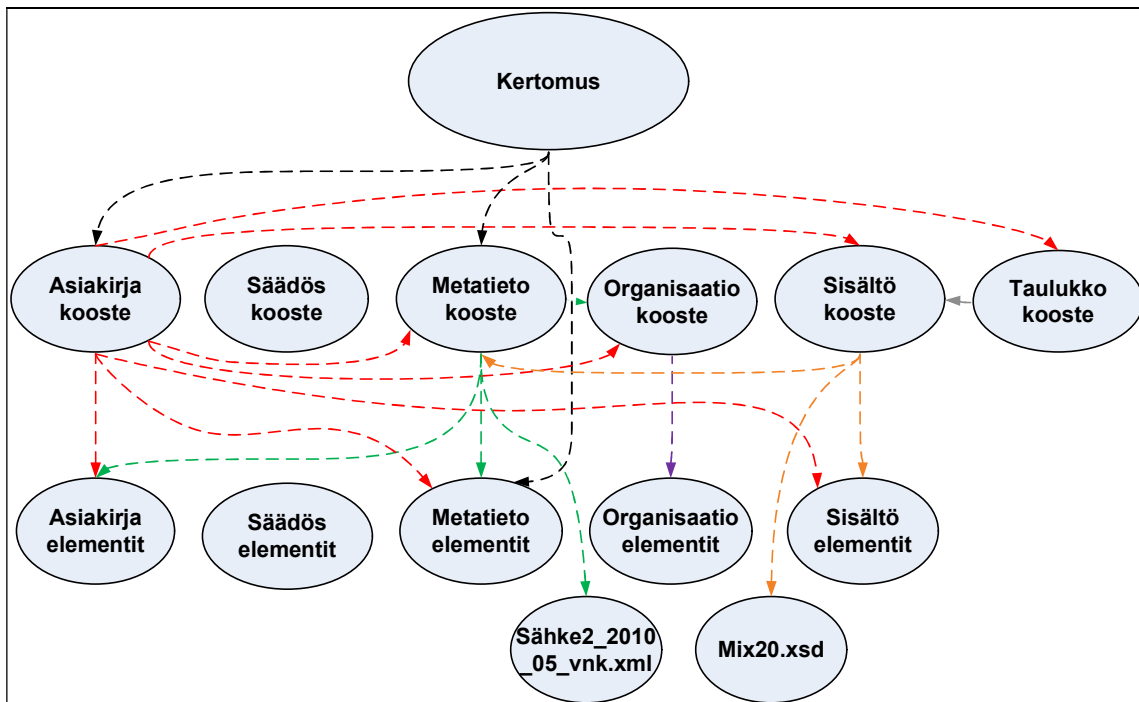 Kertomus
Asiakirja
kooste
Säädös
kooste
Metatieto
kooste
Organisaatio
kooste
Sisältö
kooste
Taulukko
kooste
Asiakirja
elementit
Säädös
elementit
Metatieto
elementit
Organisaatio
elementit
Sisältö
elementit
Sähke2_2010
_05_vnk.xml
Mix20.xsd